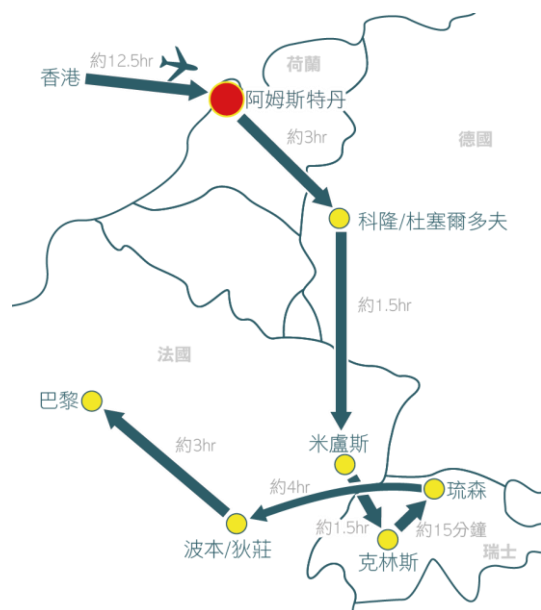 約12.5hr
荷蘭
香港
阿姆斯特丹
約3hr
德國
科隆/杜塞爾多夫
約1.5hr
法國
巴黎
米盧斯
約3hr
約4hr
琉森
約1.5hr
約15分鐘
波本/狄莊
克林斯
瑞士